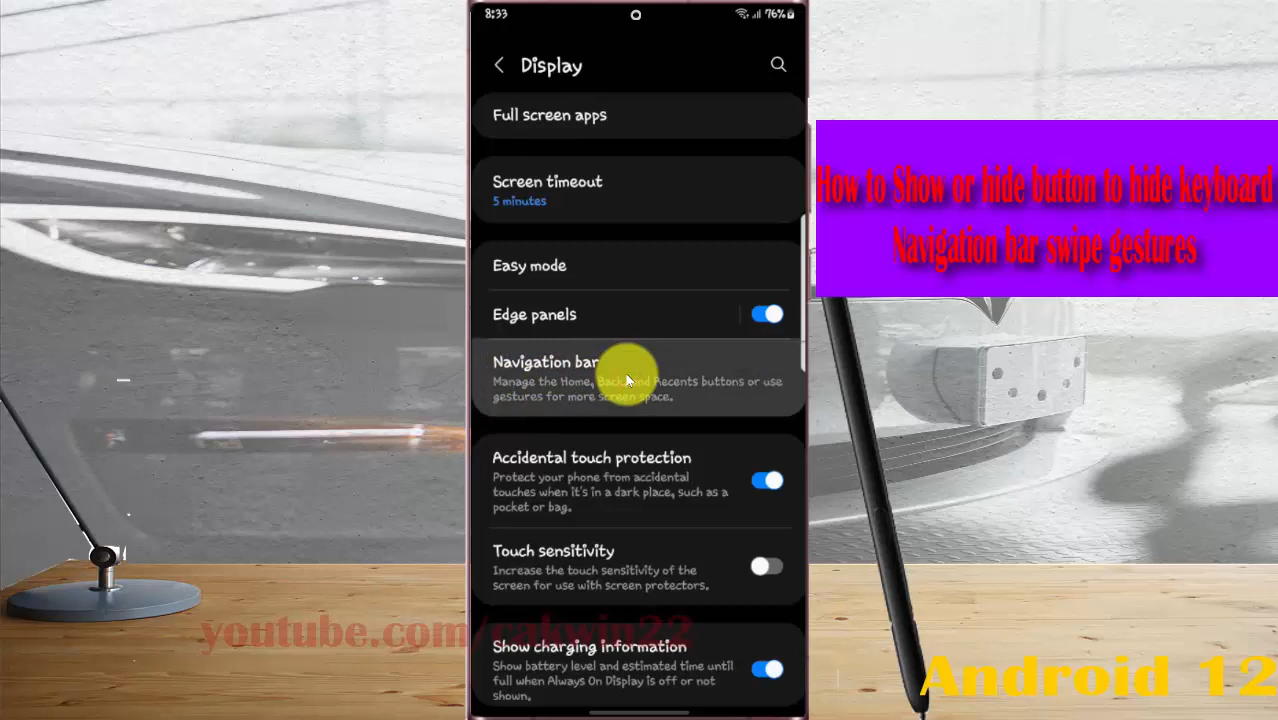 8:33
76%
Display
Full screen apps
Screen timeout
5 minutes
Easy mode
Edge panels
Navigation bar
Manage the Home, Back and Recents buttons or use
gestures for more screen space.
Accidental touch protection
Protect your phone from accidental
touches when it's in a dark place, such as a
pocket or bag.
Touch sensitivity
Increase the touch sensitivity of the
screen for use with screen protectors.
Show charging information
Show battery level and estimated time until
full when Always On Display is off or not
shown.
How to Show or hide button to hide keyboard
Navigation bar swipe gestures
youtube.com/cakwin22
Android 12